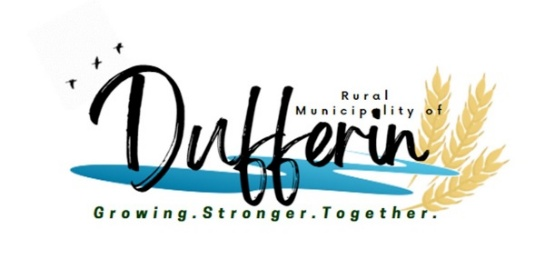 Rural
Municipality of
Dufferin
Growing.Stronger.Together.